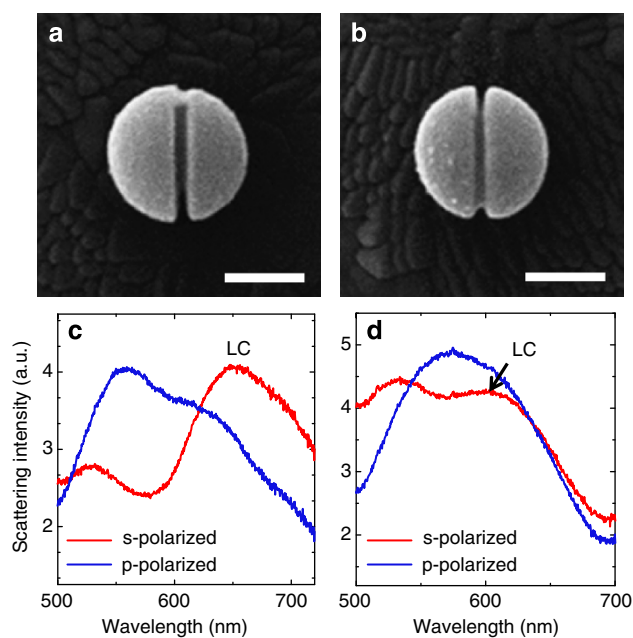 a
b
c
LC
4
3
2
Scattering intensity (a.u.)
s-polarized
p-polarized
500
600
700
Wavelength (nm)
d
LC
5
4
3
2
s-polarized
p-polarized
500
600
700
Wavelength (nm)